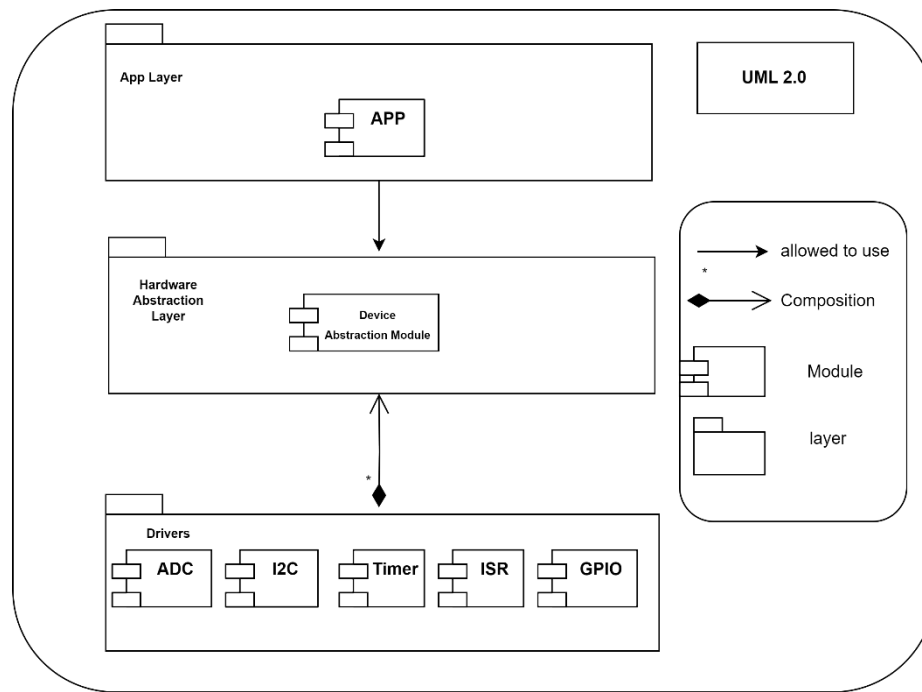 App Layer
APP
UML 2.0
Hardware
Abstraction
Layer
Device
Abstraction Module
*
Drivers
ADC
I2C
Timer
ISR
GPIO
allowed to use
*
Composition
Module
layer